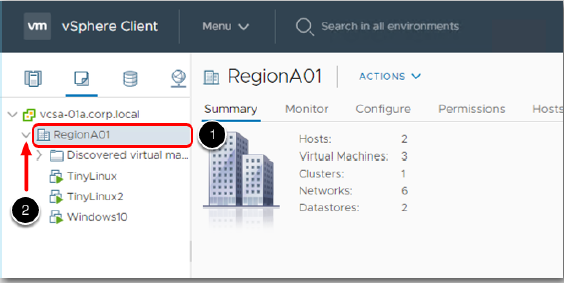 vm vSphere Client Menu Search in all environments
RegionA01 ACTIONS
vcsa-01a.corp.local
Summary Monitor Configure Permissions Hosts
RegionA01 1
Hosts: 2
Discovered virtual ma... Virtual Machines: 3
TinyLinux Clusters: 1
TinyLinux2 Networks: 6
2 Windows10 Datastores: 2